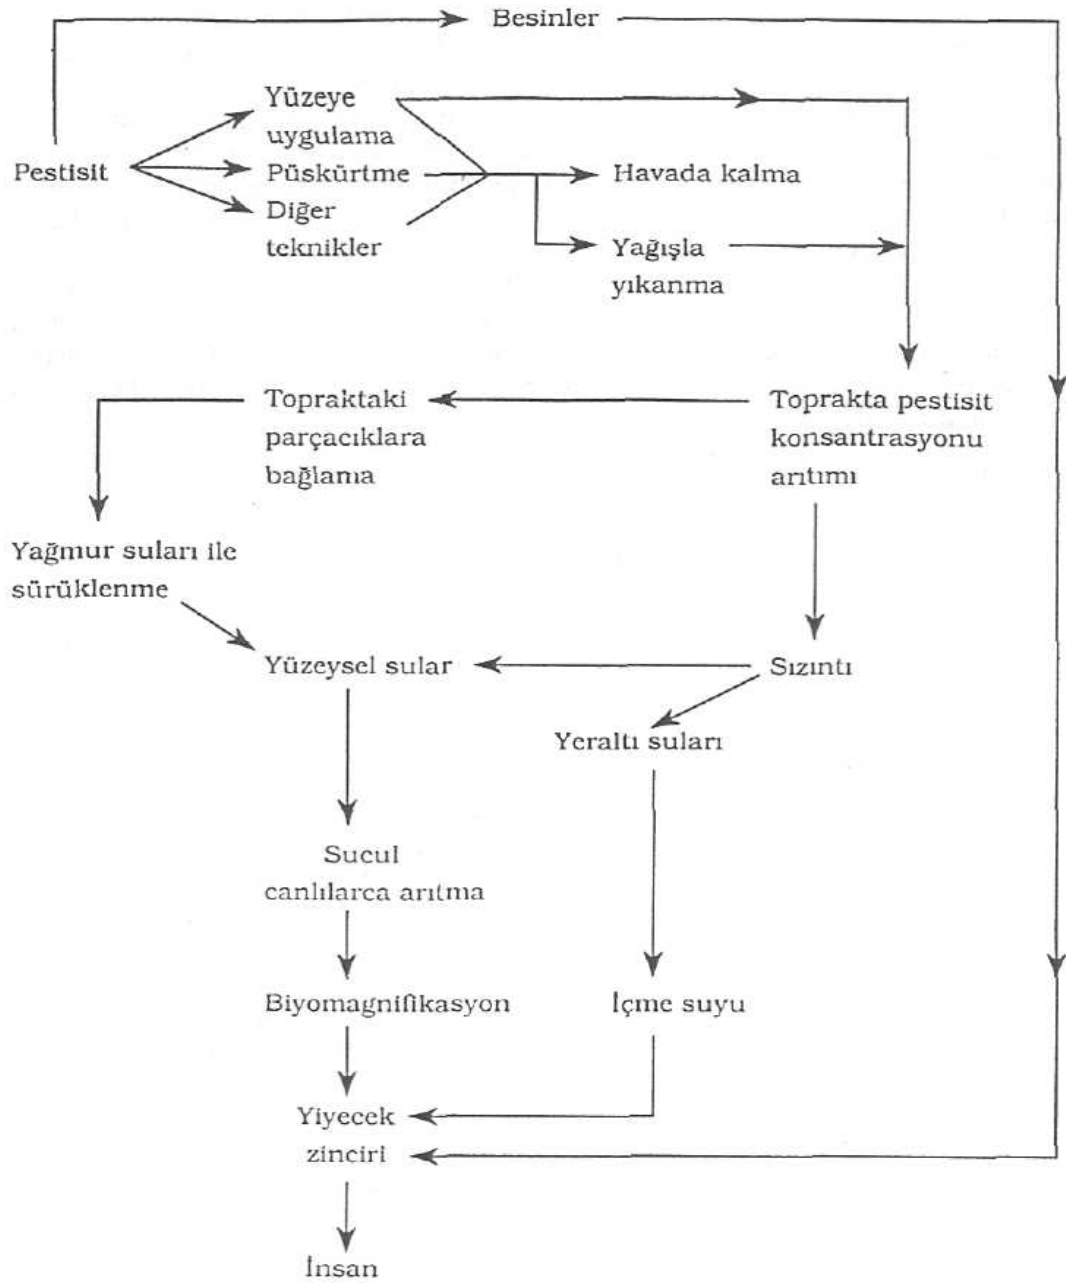 Besinler
Yüzeye
uygulama
Pestisit
Püskürtme
Havada kalma
Diğer
teknikler
Yağışla
yıkanma
Topraktaki
parçacıklara
bağlama
Toprakta pestisit
konsantrasyonu
arıtımı
Yağmur suları ile
sürüklenme
Yüzeysel sular
Sızıntı
Yeraltı suları
Sucul
canlılarca arıtma
Biyomagnifikasyon
İçme suyu
Yiyecek
zinciri
İnsan